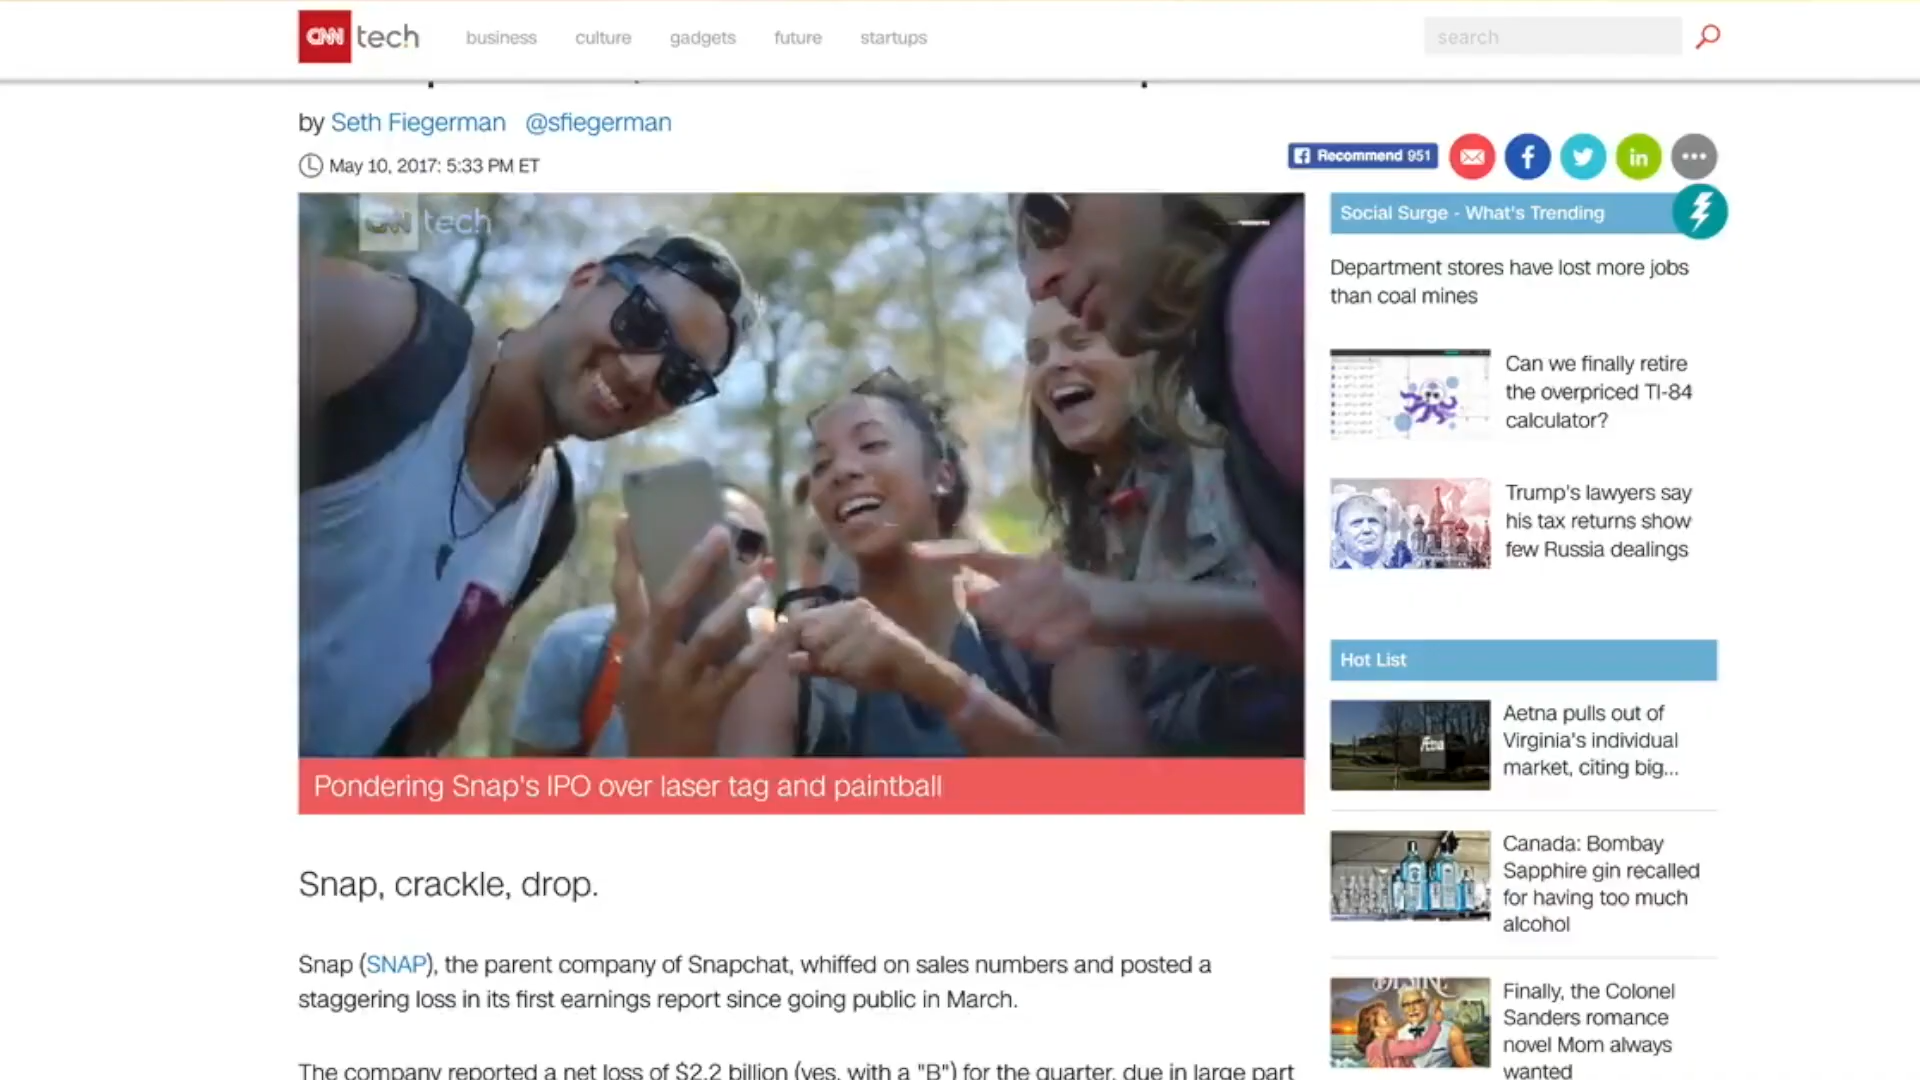 CNN tech business culture gadgets future startups search
by Seth Fiegerman @sfiegerman
May 10, 2017: 5:33 PM ET
Recommend 951
in
CNN tech
Pondering Snap's IPO over laser tag and paintball
Snap, crackle, drop.
Snap (SNAP), the parent company of Snapchat, whiffed on sales numbers and posted a
staggering loss in its first earnings report since going public in March.
The company reported a net loss of $2.2 billion (yes, with a "B") for the quarter, due in large part
Social Surge - What's Trending
Department stores have lost more jobs
than coal mines
Can we finally retire
the overpriced TI-84
calculator?
Trump's lawyers say
his tax returns show
few Russia dealings
Hot List
Aetna pulls out of
Virginia's individual
market, citing big...
Canada: Bombay
Sapphire gin recalled
for having too much
alcohol
DESIRE
Finally, the Colonel
Sanders romance
novel Mom always
wanted